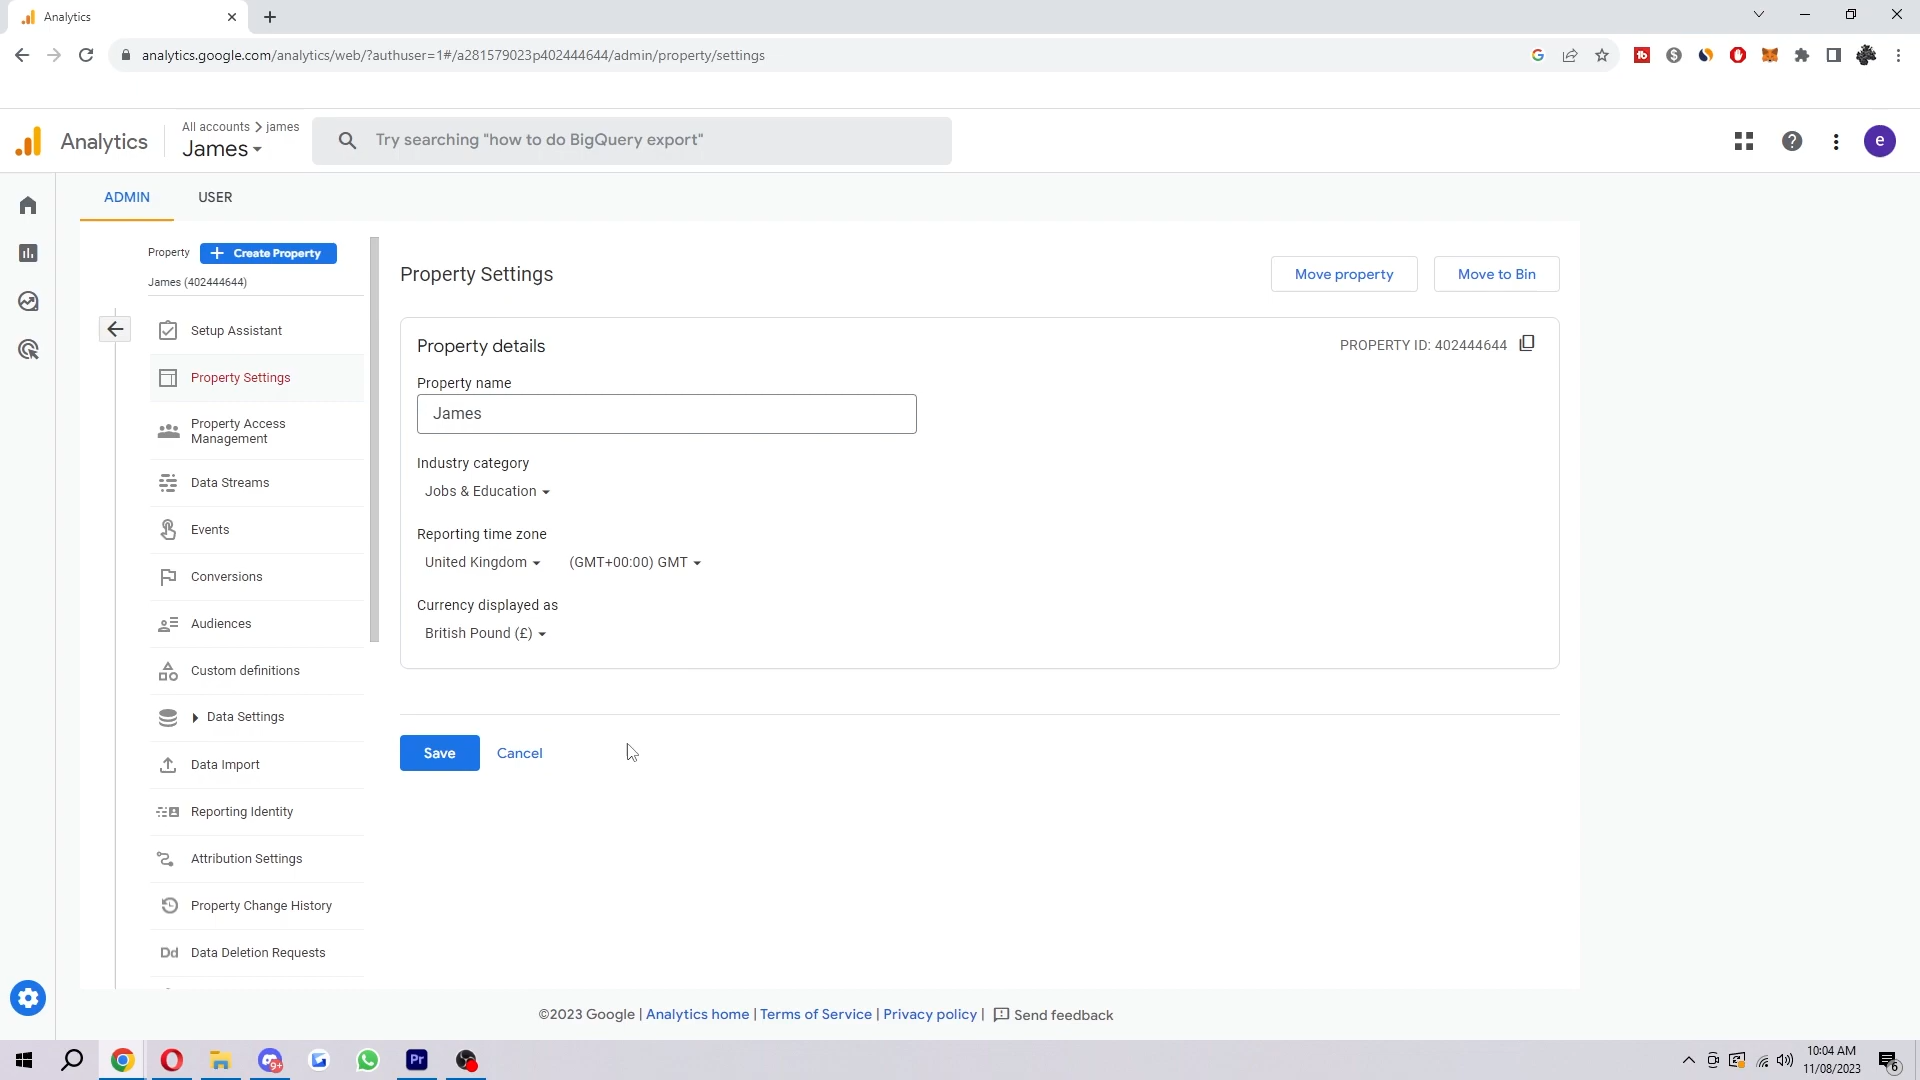 Analytics
analytics.google.com/analytics/web/?authuser=1#/a281579023p402444644/admin/property/settings
Analytics
All accounts > james
James
Try searching "how to do BigQuery export"
e
ADMIN
USER
Property
Create Property
James (402444644)
Setup Assistant
Property Settings
Property Access
Management
Data Streams
Events
Conversions
Audiences
Custom definitions
Data Settings
Data Import
Reporting Identity
Attribution Settings
Property Change History
Dd Data Deletion Requests
Property Settings
Move property
Move to Bin
Property details
PROPERTY ID: 402444644
Property name
James
Industry category
Jobs & Education
Reporting time zone
United Kingdom
(GMT+00:00) GMT
Currency displayed as
British Pound (£)
Save
Cancel
©2023 Google | Analytics home | Terms of Service | Privacy policy | Send feedback
9+
Pr
10:04 AM
11/08/2023
6